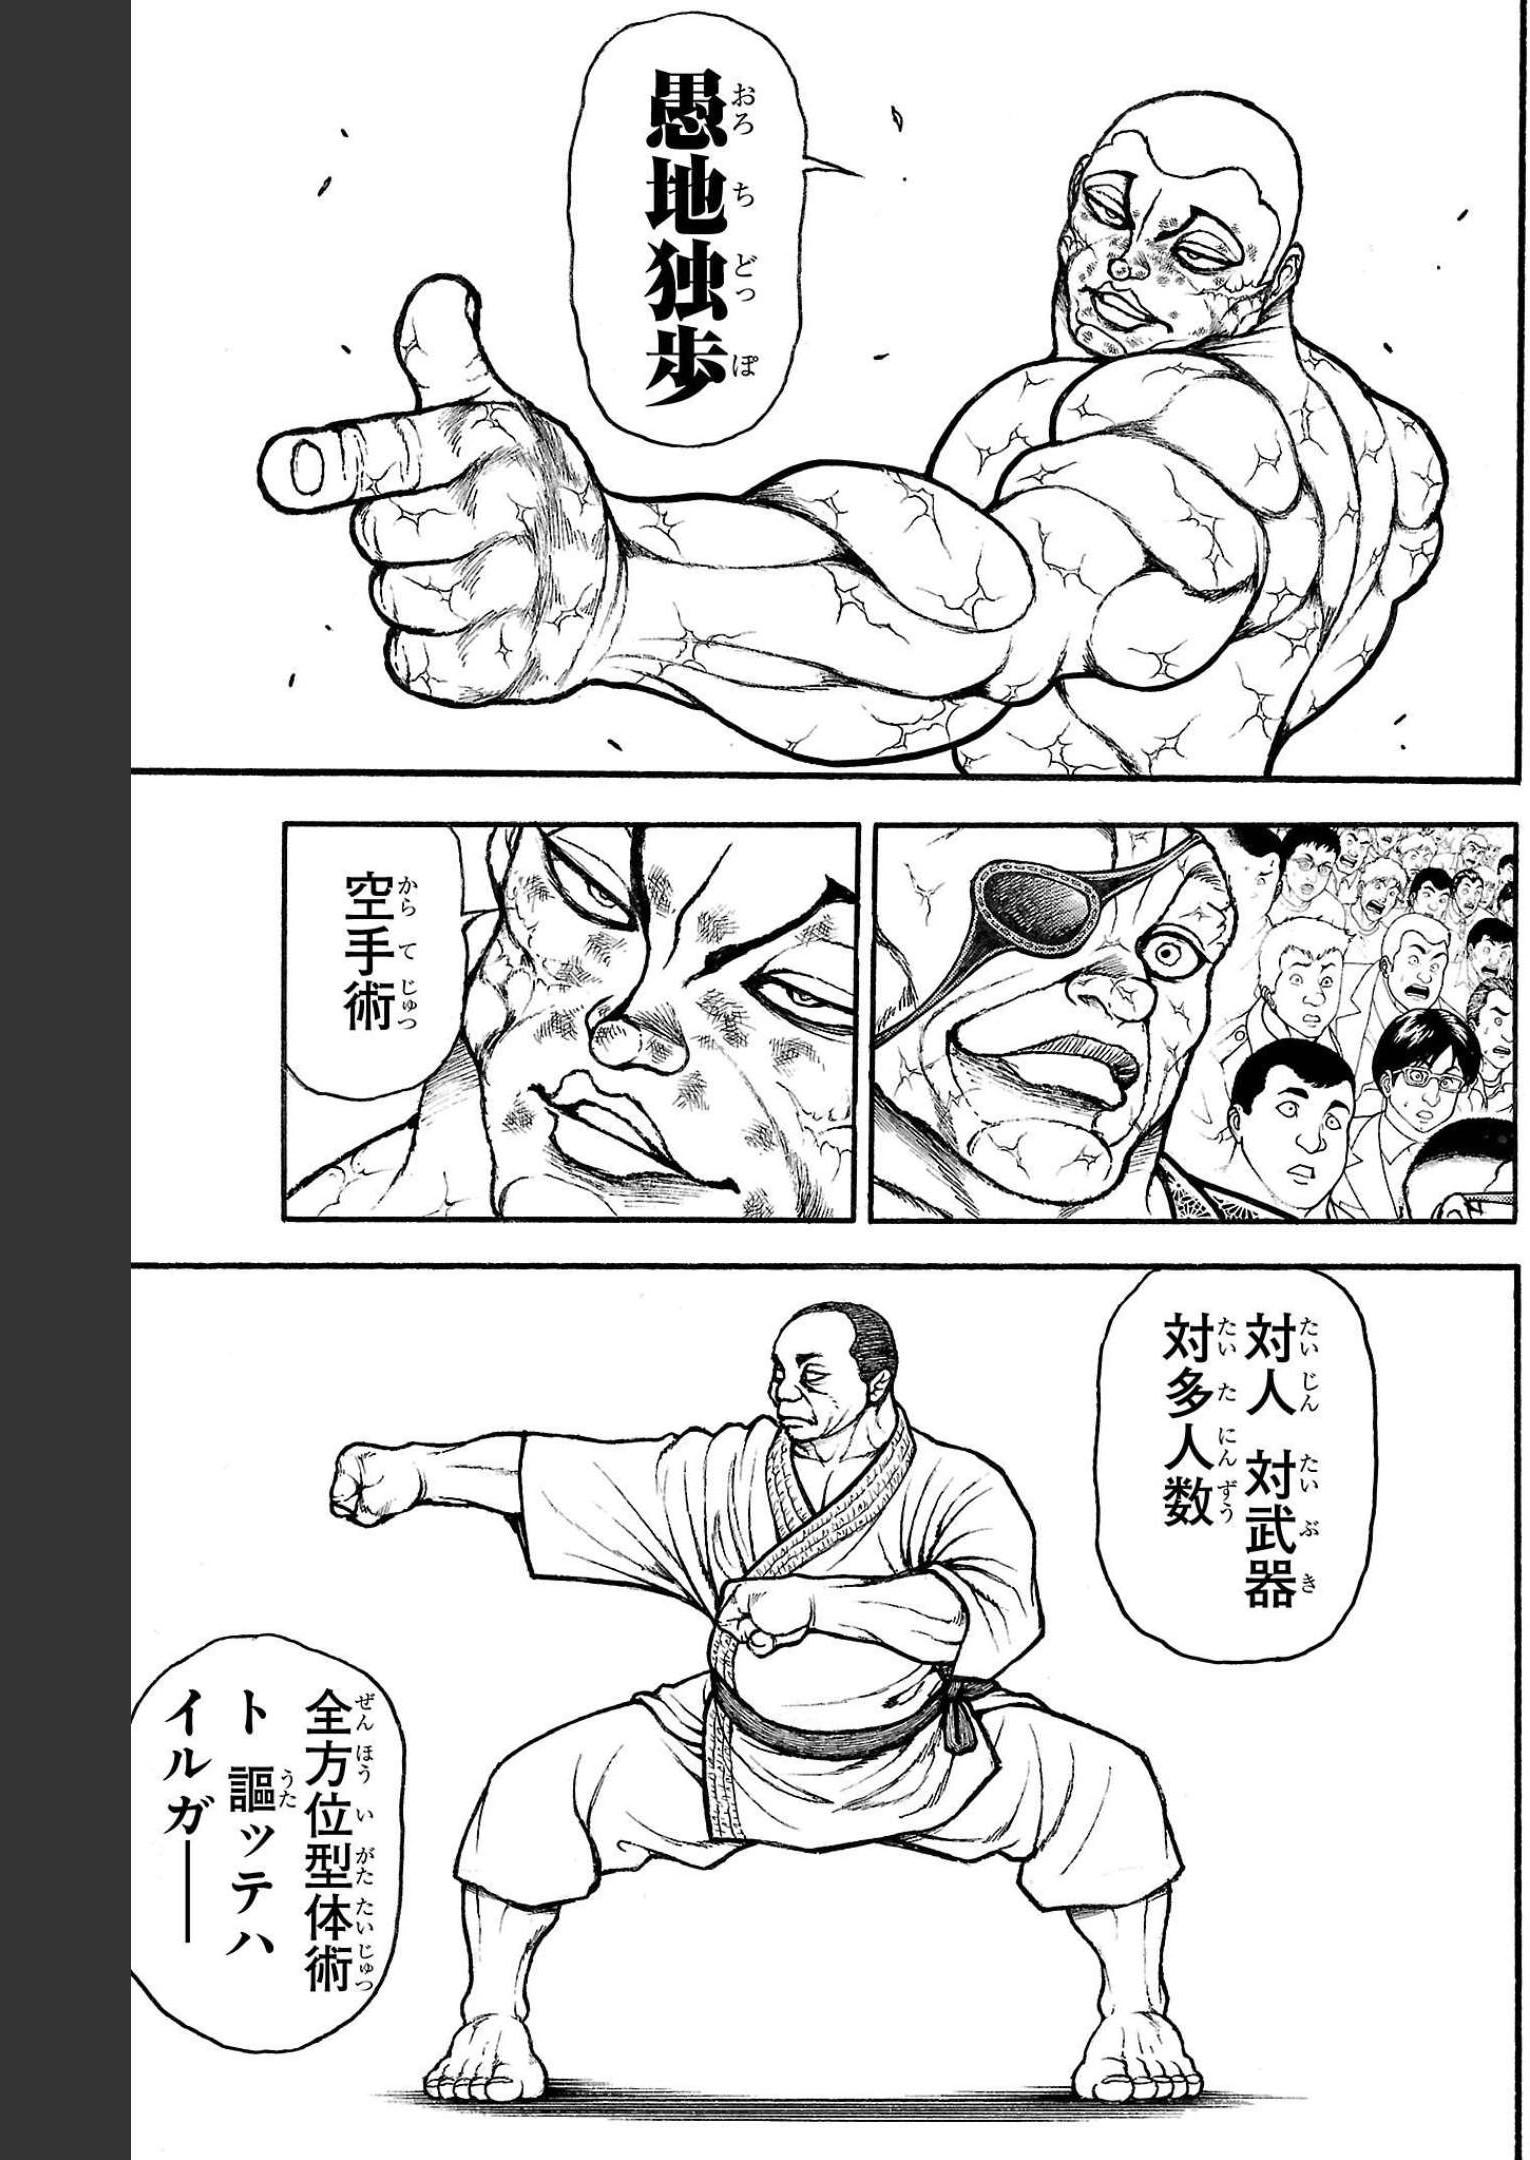 愚地独歩
空手術
対人 対武器
対多人数
全方位型体術
ト 謳ッテハ
イルガ——